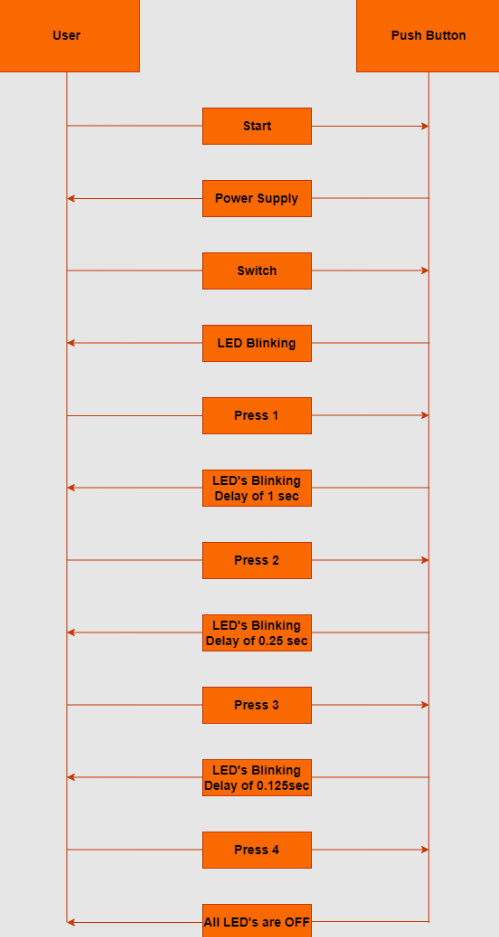 User
Push Button
Start
Power Supply
Switch
LED Blinking
Press 1
LED's Blinking
Delay of 1 sec
Press 2
LED's Blinking
Delay of 0.25 sec
Press 3
LED's Blinking
Delay of 0.125sec
Press 4
All LED's are OFF